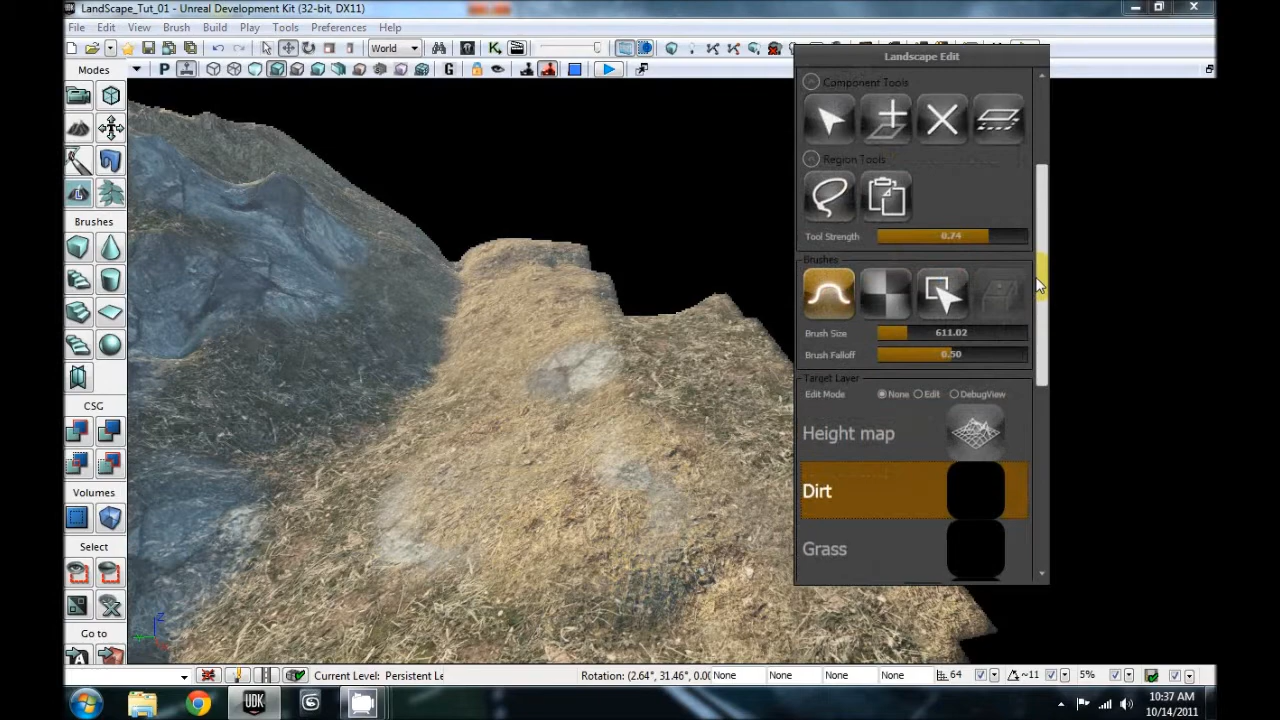 LandScape_Tut_01 - Unreal Development Kit (32-bit, DX11)
File Edit View Brush Build Play Tools Preferences Help
World
Modes
P
G
Landscape Edit
Component Tools
Region Tools
Tool Strength 0.74
Brushes
Brush Size 611.02
Brush Falloff 0.50
Target Layer
Edit Mode None Edit DebugView
Height map
Dirt
Grass
Brushes
CSG
Volumes
Select
Go to
Current Level: Persistent Le
Rotation: (2.64°, 31.46°, 0.00
None
None
None
None
64
~11
5%
UDK
10:37 AM
10/14/2011